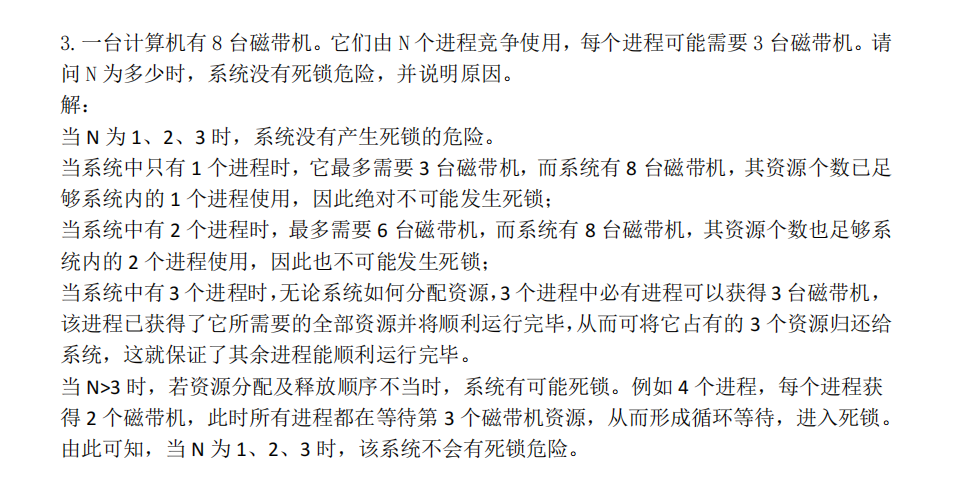 3. 一台计算机有 8 台磁带机。它们由 N 个进程竞争使用，每个进程可能需要 3 台磁带机。请
问 N 为多少时，系统没有死锁危险，并说明原因。
解：
当 N 为 1、2、3 时，系统没有产生死锁的危险。
当系统中只有 1 个进程时，它最多需要 3 台磁带机，而系统有 8 台磁带机，其资源个数已足
够系统内的 1 个进程使用，因此绝对不可能发生死锁；
当系统中有 2 个进程时，最多需要 6 台磁带机，而系统有 8 台磁带机，其资源个数也足够系
统内的 2 个进程使用，因此也不可能发生死锁；
当系统中有 3 个进程时，无论系统如何分配资源，3 个进程中必有进程可以获得 3 台磁带机，
该进程已获得了它所需要的全部资源并将顺利运行完毕，从而可将它占有的 3 个资源归还给
系统，这就保证了其余进程能顺利运行完毕。
当 N>3 时，若资源分配及释放顺序不当时，系统有可能死锁。例如 4 个进程，每个进程获
得 2 个磁带机，此时所有进程都在等待第 3 个磁带机资源，从而形成循环等待，进入死锁。
由此可知，当 N 为 1、2、3 时，该系统不会有死锁危险。